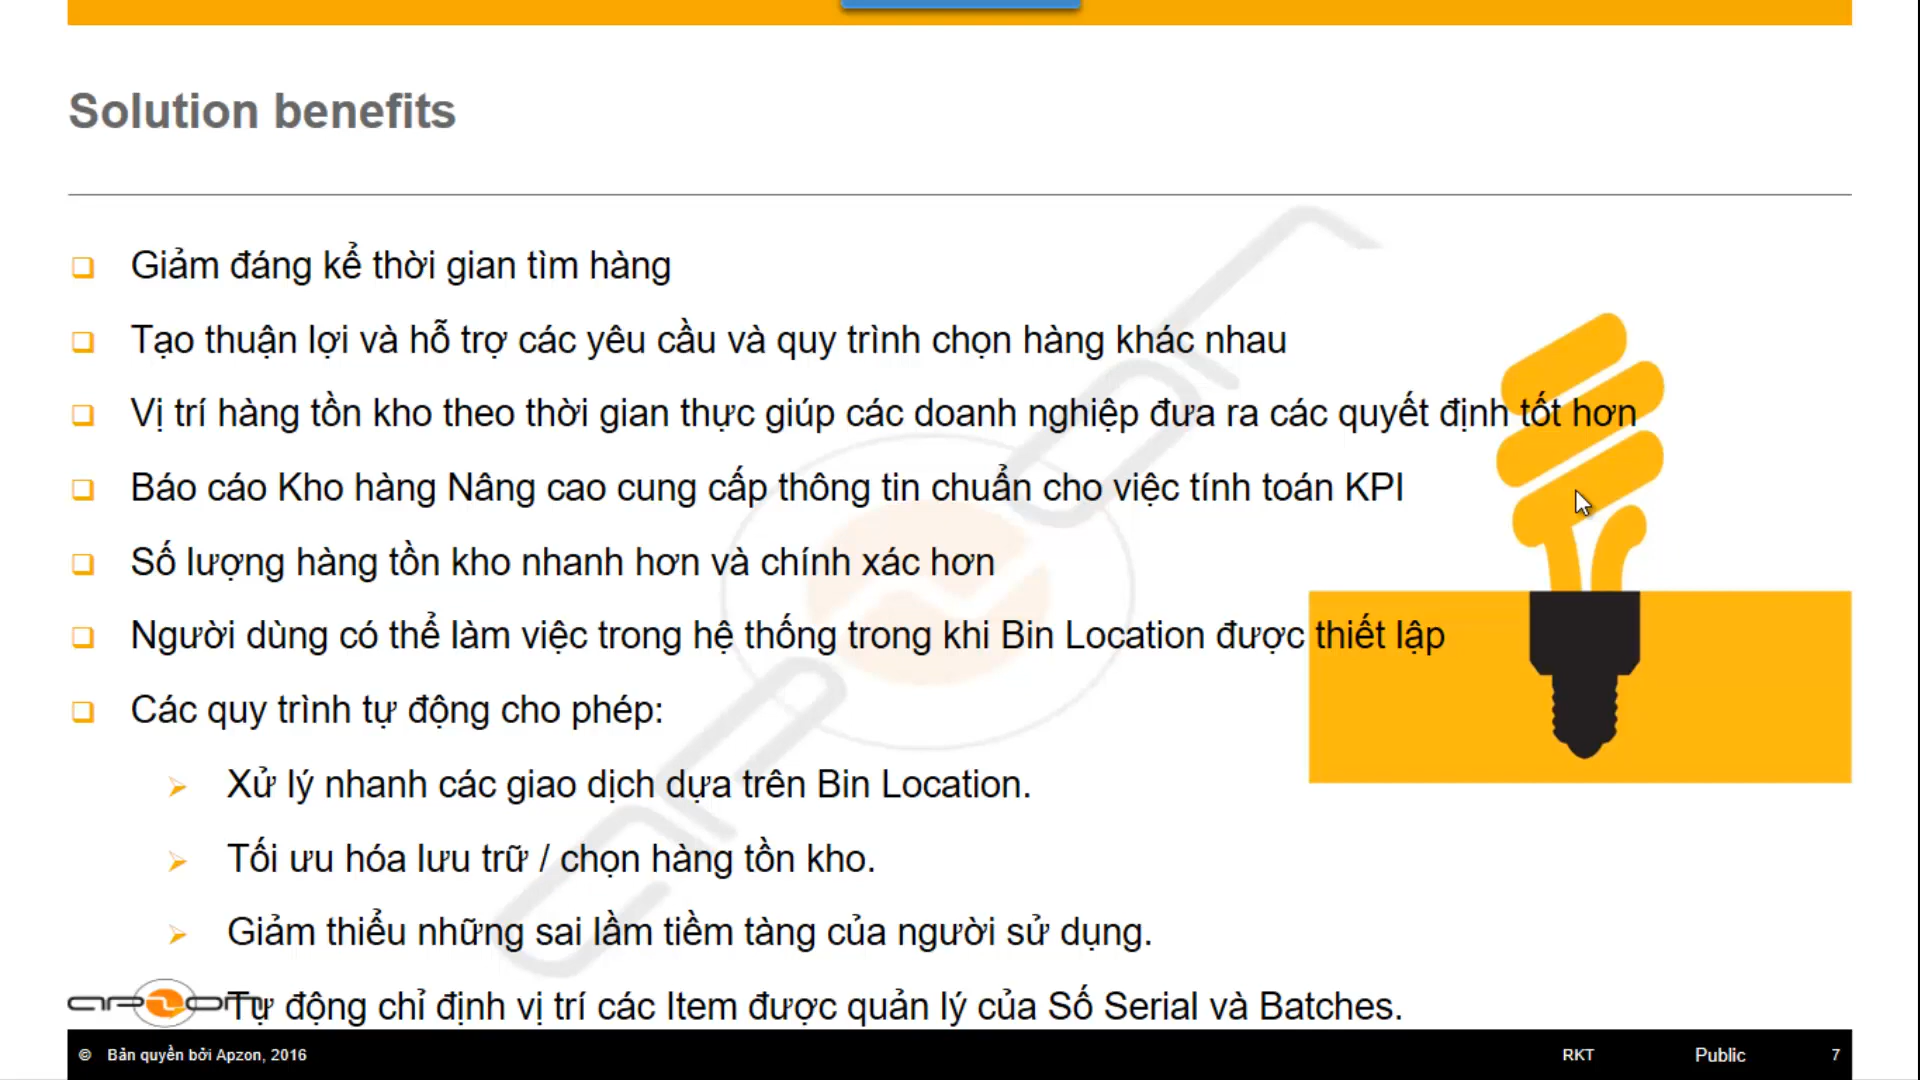 Solution benefits
Giảm đáng kể thời gian tìm hàng
Tạo thuận lợi và hỗ trợ các yêu cầu và quy trình chọn hàng khác nhau
Vị trí hàng tồn kho theo thời gian thực giúp các doanh nghiệp đưa ra các quyết định tốt hơn
Báo cáo Kho hàng Nâng cao cung cấp thông tin chuẩn cho việc tính toán KPI
Số lượng hàng tồn kho nhanh hơn và chính xác hơn
Người dùng có thể làm việc trong hệ thống trong khi Bin Location được thiết lập
Các quy trình tự động cho phép:
Xử lý nhanh các giao dịch dựa trên Bin Location.
Tối ưu hóa lưu trữ / chọn hàng tồn kho.
Giảm thiểu những sai lầm tiềm tàng của người sử dụng.
Tự động chỉ định vị trí các Item được quản lý của Số Serial và Batches.
© Bản quyền bởi Apzon, 2016 RKT Public 7